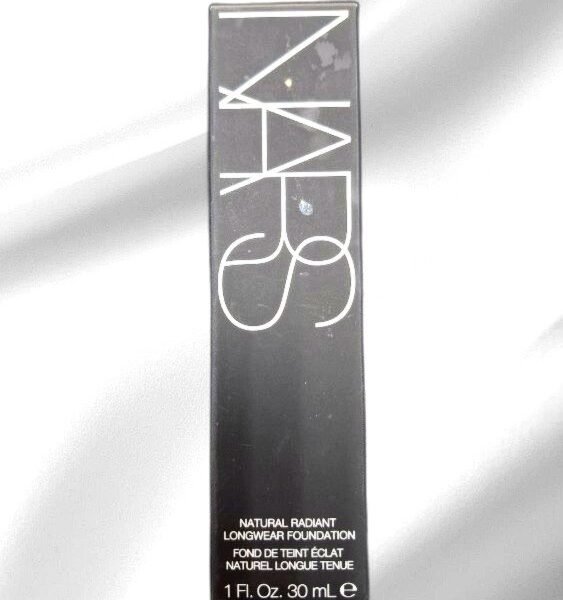 NARS
NATURAL RADIANT
LONGWEAR FOUNDATION
FOND DE TEINT ÉCLAT
NATUREL LONGUE TENUE
1 Fl. Oz. 30 mL ℮